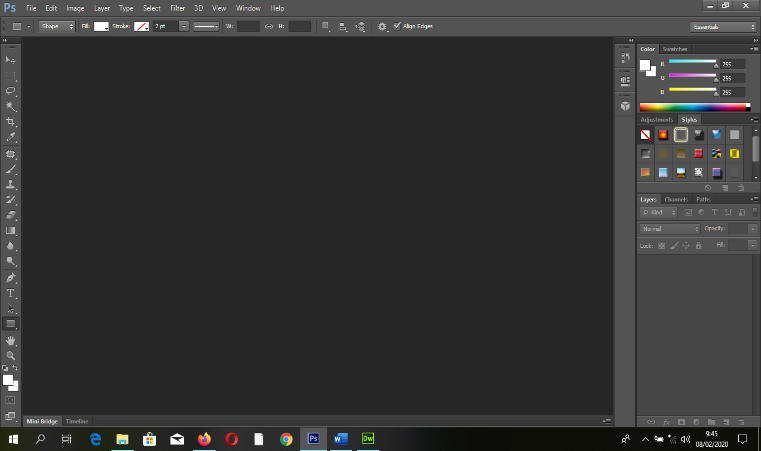 Ps File Edit Image Layer Type Select Filter 3D View Window Help
Shape Fill: Stroke: 2 pt W: H: Align Edges Essentials
Color Swatches
R 255
G 255
B 255
Adjustments Styles
Layers Channels Paths
Kind
Normal Opacity:
Lock: Fill:
Mini Bridge Timeline
Ps W Dw
9:45
08/02/2020